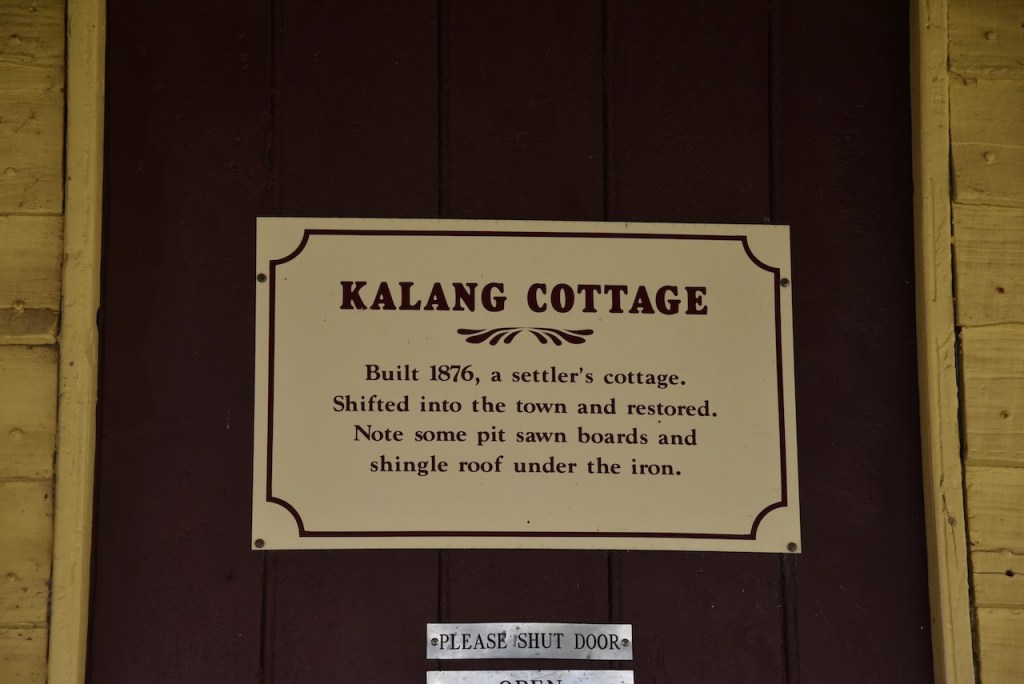 KALANG COTTAGE
Built 1876, a settler's cottage.
Shifted into the town and restored.
Note some pit sawn boards and
shingle roof under the iron.
PLEASE SHUT DOOR
OPEN